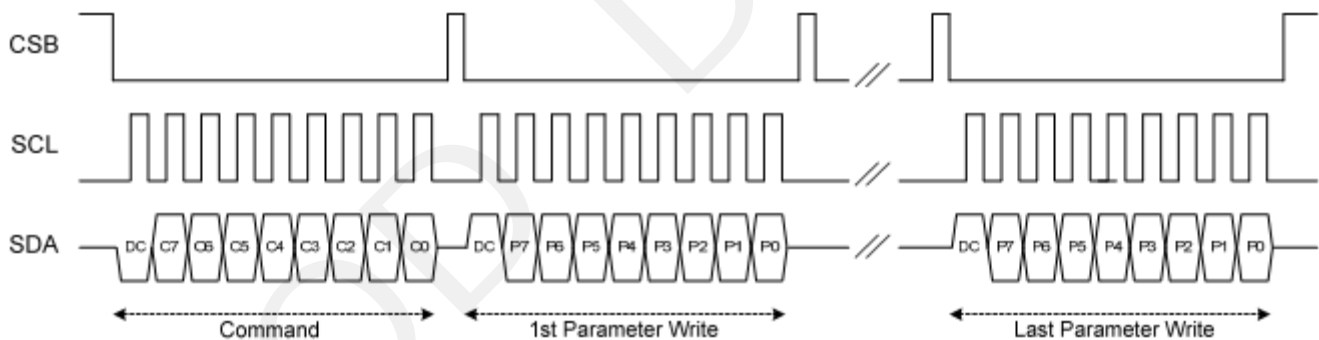 CSB
SCL
SDA DC C7 C6 C5 C4 C3 C2 C1 C0 DC P7 P6 P5 P4 P3 P2 P1 P0 DC P7 P6 P5 P4 P3 P2 P1 P0
Command 1st Parameter Write Last Parameter Write